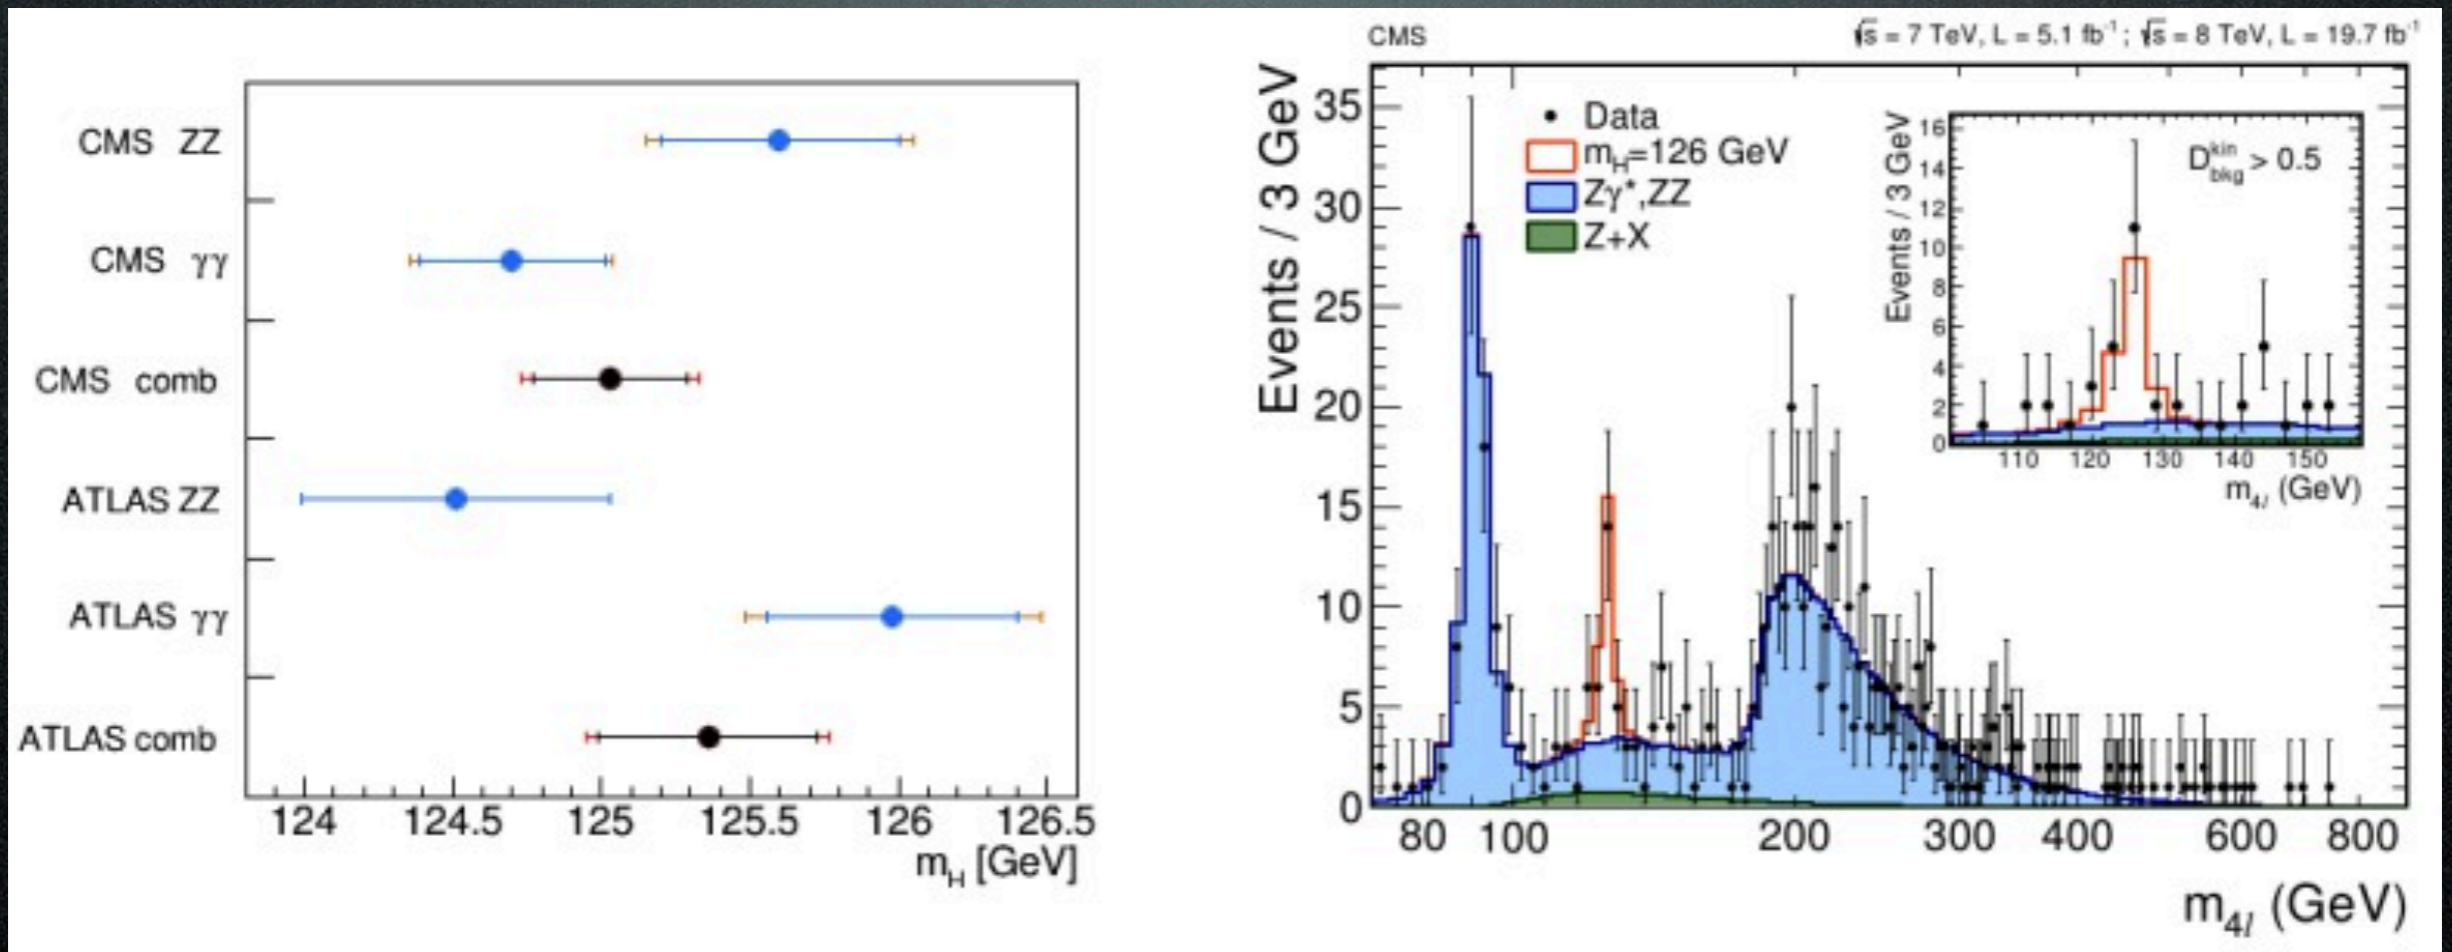 CMS ZZ
CMS γγ
CMS comb
ATLAS ZZ
ATLAS γγ
ATLAS comb
124 124.5 125 125.5 126 126.5
m_H [GeV]
CMS
√s = 7 TeV, L = 5.1 fb⁻¹ ; √s = 8 TeV, L = 19.7 fb⁻¹
Events / 3 GeV
35
30
25
20
15
10
5
0
Data
m_H=126 GeV
Zγ*,ZZ
Z+X
80 100 200 300 400 600 800
m_4l (GeV)
Events / 3 GeV
16
14
12
10
8
6
4
2
0
D_bkg^kin > 0.5
110 120 130 140 150
m_4l (GeV)